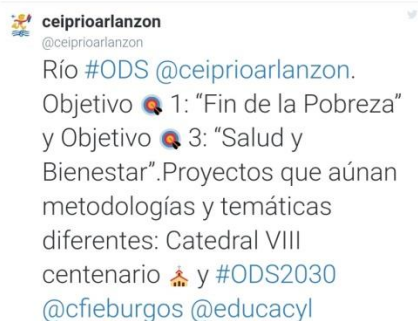 ceiprioarlanzon
@ceiprioarlanzon
Río #ODS @ceiprioarlanzon.
Objetivo 🎯 1: “Fin de la Pobreza”
y Objetivo 🎯 3: “Salud y
Bienestar”.Proyectos que aúnan
metodologías y temáticas
diferentes: Catedral VIII
centenario ⛪ y #ODS2030
@cfieburgos @educacyl